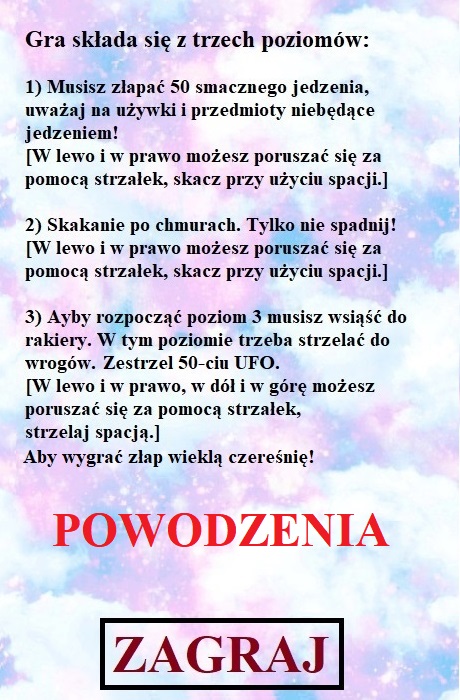 Gra składa się z trzech poziomów:
1) Musisz złapać 50 smacznego jedzenia,
uważaj na używki i przedmioty niebędące
jedzeniem!
[W lewo i w prawo możesz poruszać się za
pomocą strzałek, skacz przy użyciu spacji.]
2) Skakanie po chmurach. Tylko nie spadnij!
[W lewo i w prawo możesz poruszać się za
pomocą strzałek, skacz przy użyciu spacji.]
3) Ayby rozpocząć poziom 3 musisz wsiąść do
rakiery. W tym poziomie trzeba strzelać do
wrogów. Zestrzel 50-ciu UFO.
[W lewo i w prawo, w dół i w górę możesz
poruszać się za pomocą strzałek,
strzelaj spacją.]
Aby wygrać złap wieklą czereśnię!
POWODZENIA
ZAGRAJ